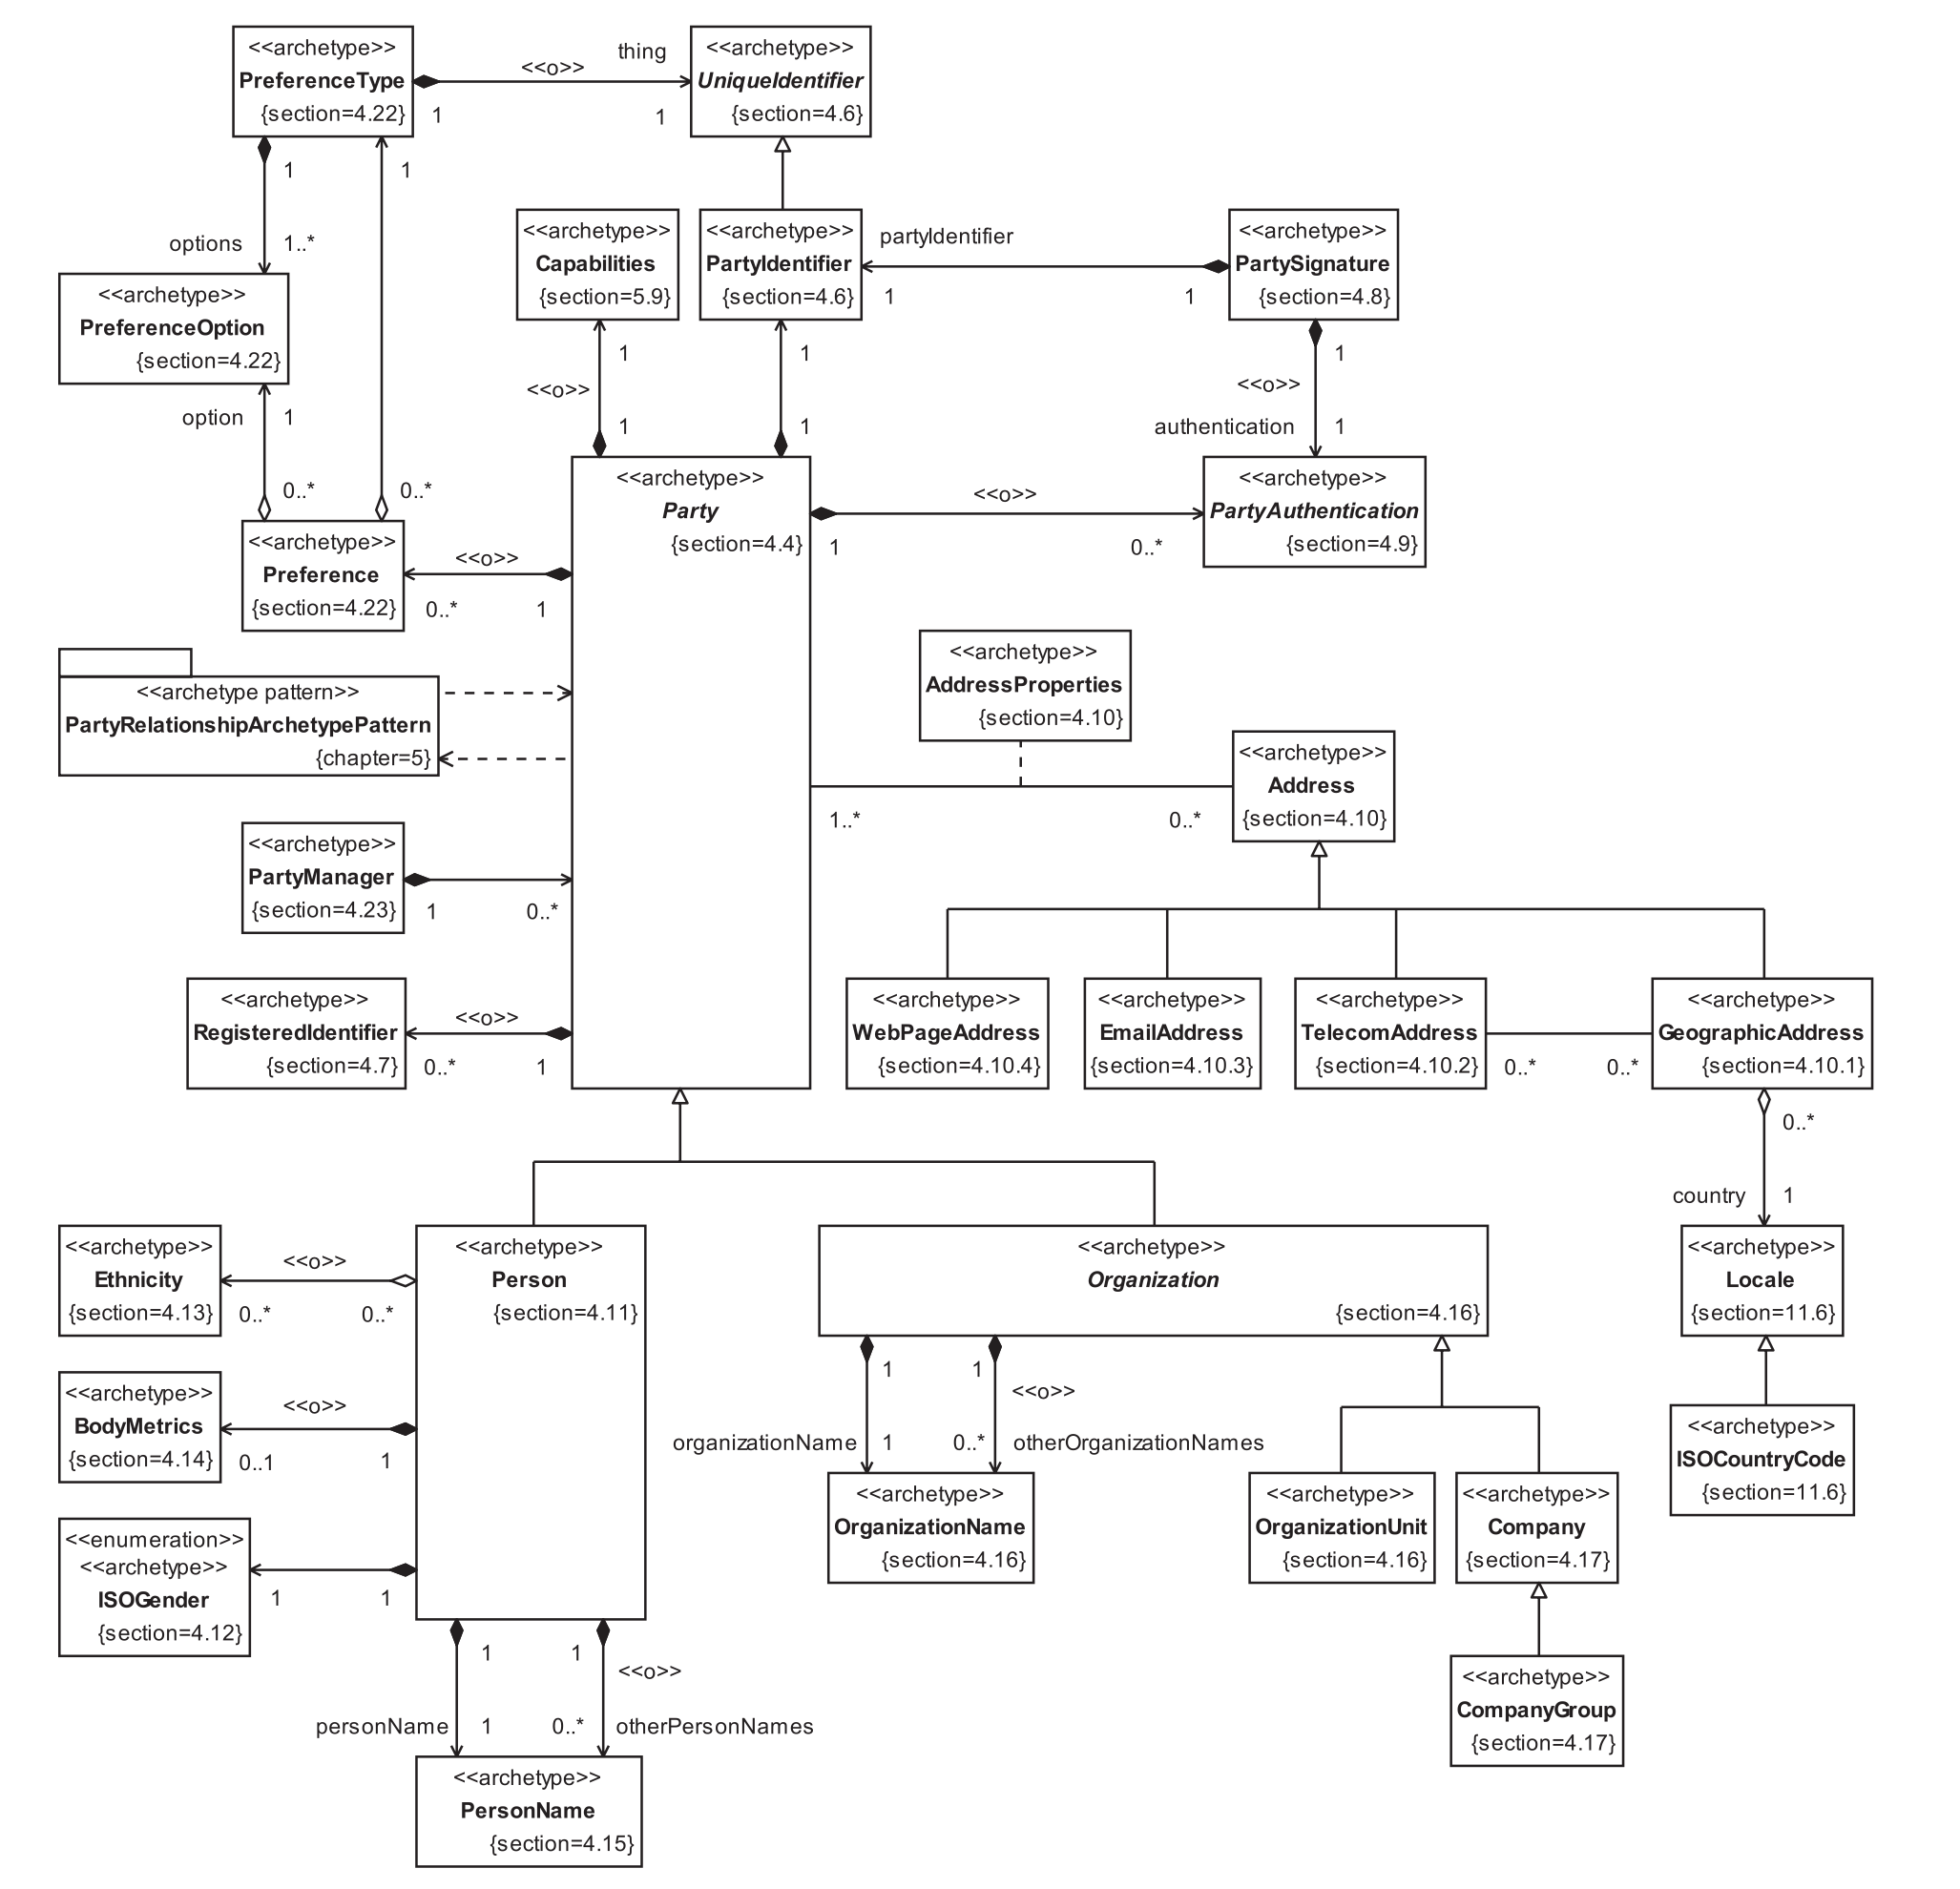 <<archetype>>
PreferenceType
{section=4.22}
1
<<o>>
thing
1
<<archetype>>
UniqueIdentifier
{section=4.6}
1
1
options
1..*
<<archetype>>
PreferenceOption
{section=4.22}
option
1
0..*
0..*
<<archetype>>
Capabilities
{section=5.9}
1
<<o>>
1
<<archetype>>
PartyIdentifier
{section=4.6}
1
1
partyIdentifier
1
1
<<archetype>>
PartySignature
{section=4.8}
1
<<o>>
authentication
1
<<archetype>>
Preference
{section=4.22}
<<o>>
0..*
1
<<archetype>>
Party
{section=4.4}
<<o>>
1
0..*
<<archetype>>
PartyAuthentication
{section=4.9}
<<archetype pattern>>
PartyRelationshipArchetypePattern
{chapter=5}
<<archetype>>
AddressProperties
{section=4.10}
1..*
0..*
<<archetype>>
Address
{section=4.10}
<<archetype>>
PartyManager
{section=4.23}
1
0..*
<<archetype>>
RegisteredIdentifier
{section=4.7}
<<o>>
0..*
1
<<archetype>>
WebPageAddress
{section=4.10.4}
<<archetype>>
EmailAddress
{section=4.10.3}
<<archetype>>
TelecomAddress
{section=4.10.2}
0..*
0..*
<<archetype>>
GeographicAddress
{section=4.10.1}
0..*
country
1
<<archetype>>
Locale
{section=11.6}
<<archetype>>
ISOCountryCode
{section=11.6}
<<archetype>>
Ethnicity
{section=4.13}
<<o>>
0..*
0..*
<<archetype>>
Person
{section=4.11}
<<archetype>>
BodyMetrics
{section=4.14}
<<o>>
0..1
1
<<enumeration>>
<<archetype>>
ISOGender
{section=4.12}
1
1
1
1
<<o>>
personName
1
0..*
otherPersonNames
<<archetype>>
PersonName
{section=4.15}
<<archetype>>
Organization
{section=4.16}
1
1
<<o>>
organizationName
1
0..*
otherOrganizationNames
<<archetype>>
OrganizationName
{section=4.16}
<<archetype>>
OrganizationUnit
{section=4.16}
<<archetype>>
Company
{section=4.17}
<<archetype>>
CompanyGroup
{section=4.17}